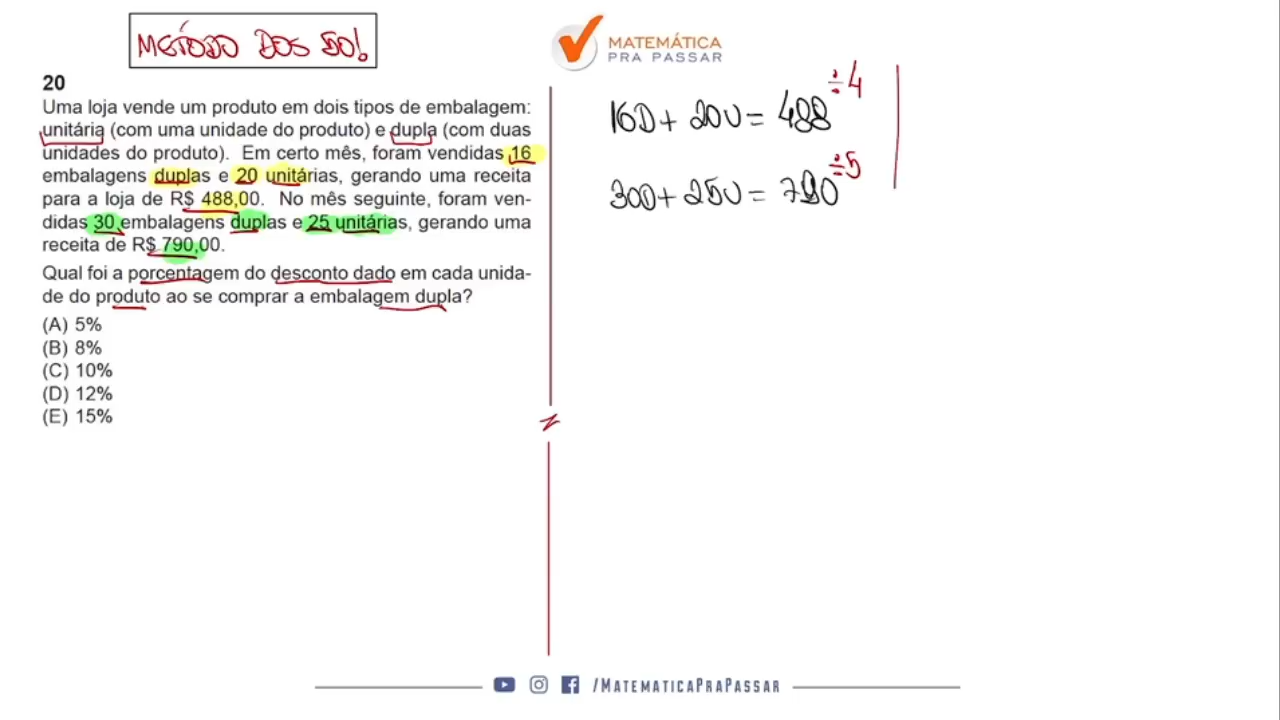 MÉTODO DOS 50!
MATEMÁTICA
PRA PASSAR
20
Uma loja vende um produto em dois tipos de embalagem:
unitária (com uma unidade do produto) e dupla (com duas
unidades do produto). Em certo mês, foram vendidas 16
embalagens duplas e 20 unitárias, gerando uma receita
para a loja de R$ 488,00. No mês seguinte, foram ven-
didas 30 embalagens duplas e 25 unitárias, gerando uma
receita de R$ 790,00.
Qual foi a porcentagem do desconto dado em cada unida-
de do produto ao se comprar a embalagem dupla?
(A) 5%
(B) 8%
(C) 10%
(D) 12%
(E) 15%
16D + 20U = 488 ÷4
30D + 25U = 790 ÷5
/MATEMATICAPRAPASSAR